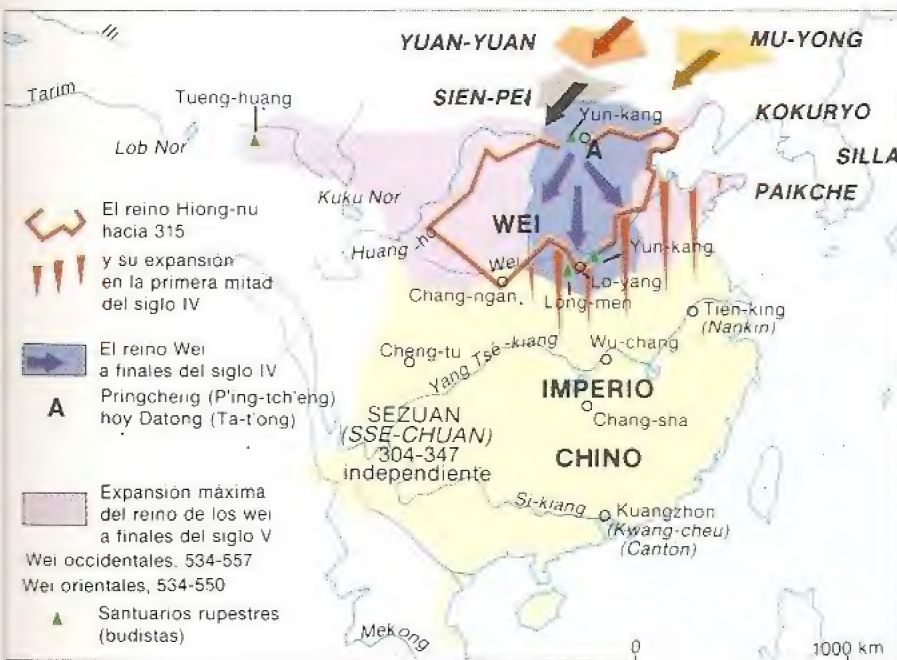 Ili
YUAN-YUAN
MU-YONG
Tarim
Tueng-huang
SIEN-PEI
Yun-kang
KOKURYO
Lob Nor
A
SILLA
Kuku Nor
PAIKCHE
El reino Hiong-nu
hacia 315
WEI
Huang-ho
Wei
Yun-kang
y su expansión
en la primera mitad
del siglo IV
Chang-ngan
Lo-yang
Long-men
Tien-king
(Nankin)
El reino Wei
a finales del siglo IV
Cheng-tu
Yang Tsé-kiang
Wu-chang
A
Pringcheng (P'ing-tch'eng)
hoy Datong (Ta-t'ong)
IMPERIO
Chang-sha
SEZUAN
(SSE-CHUAN)
304-347
independiente
CHINO
Expansión máxima
del reino de los wei
a finales del siglo V
Si-kiang
Kuangzhon
(Kwang-cheu)
(Canton)
Wei occidentales. 534-557
Wei orientales, 534-550
Santuarios rupestres
(budistas)
Mekong
0 1000 km